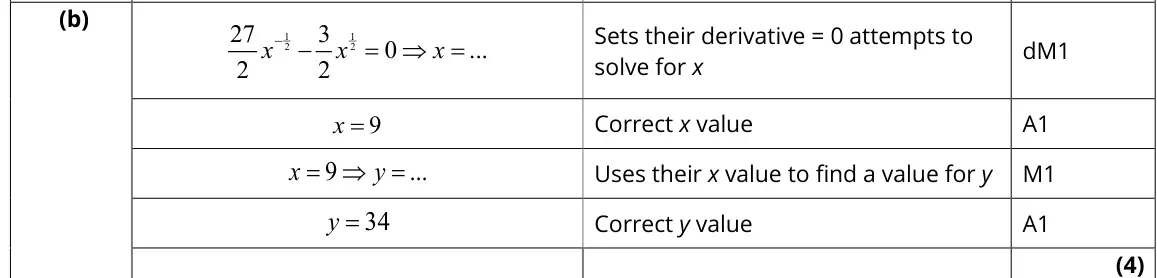 (b)
27/2 x^{-1/2} − 3/2 x^{1/2} = 0 ⇒ x = ...
Sets their derivative = 0 attempts to
solve for x
dM1
x = 9
Correct x value
A1
x = 9 ⇒ y = ...
Uses their x value to find a value for y
M1
y = 34
Correct y value
A1
(4)